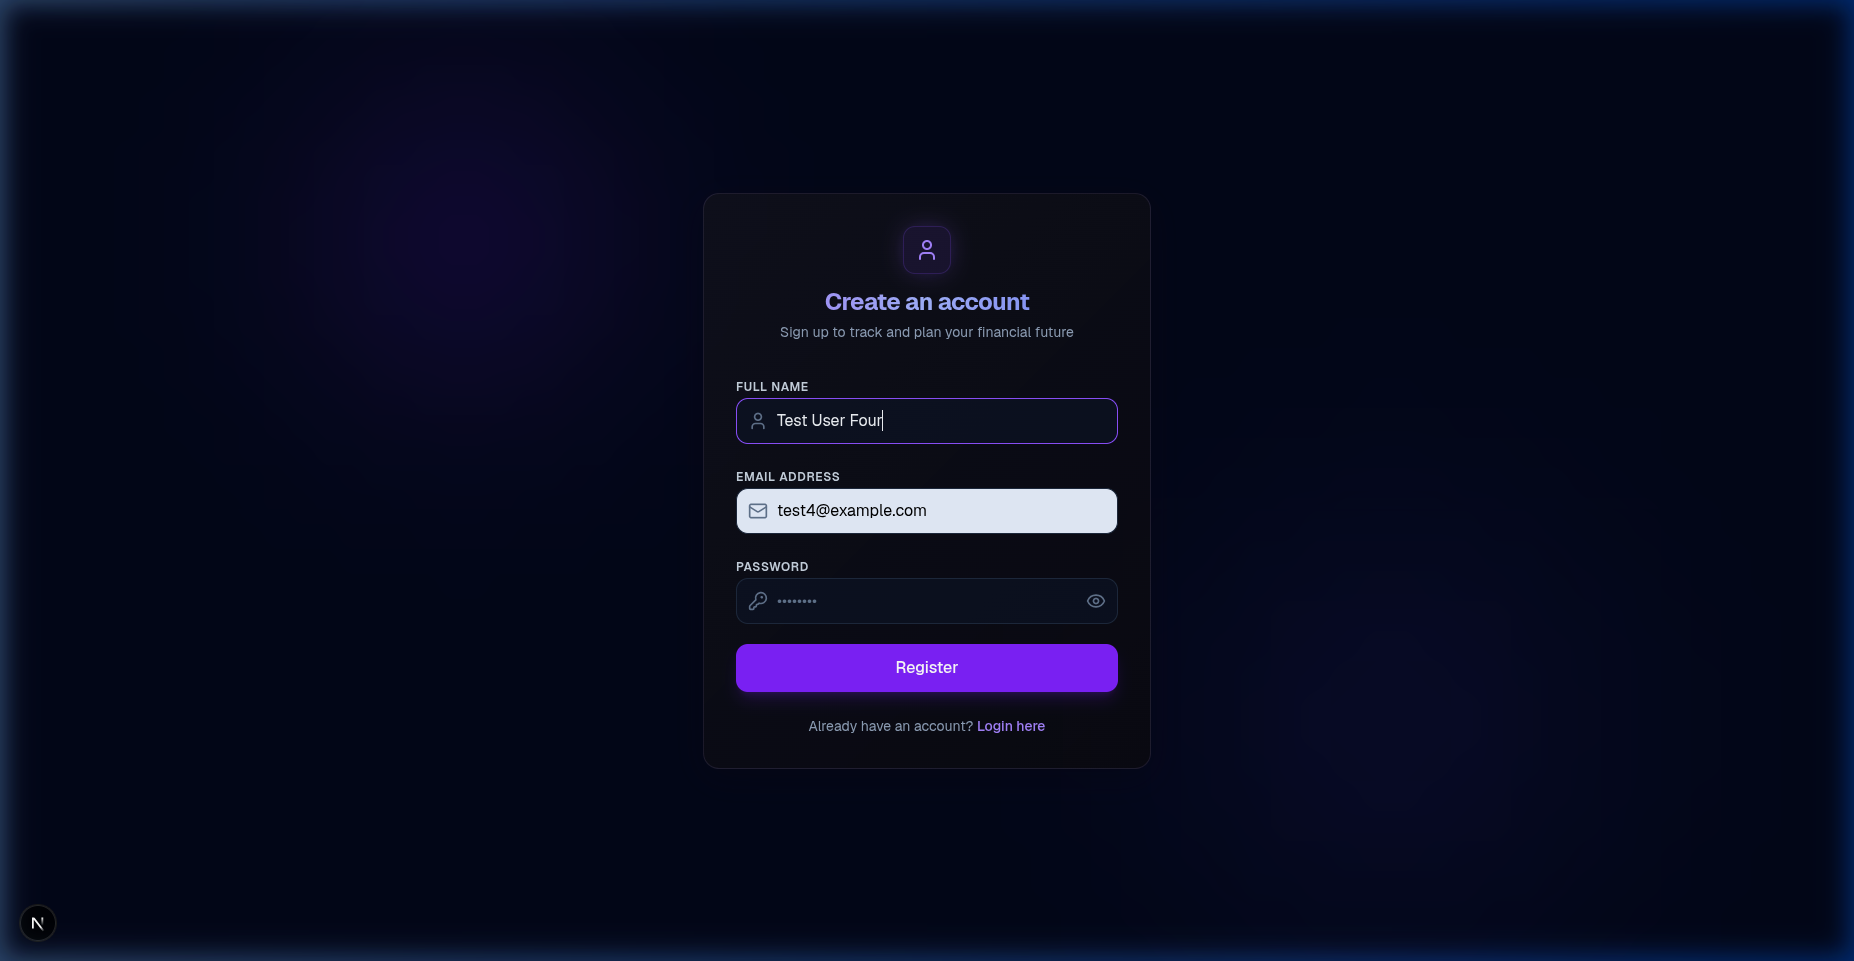 Create an account
Sign up to track and plan your financial future
FULL NAME
Test User Four
EMAIL ADDRESS
test4@example.com
PASSWORD
••••••••
Register
Already have an account? Login here
N